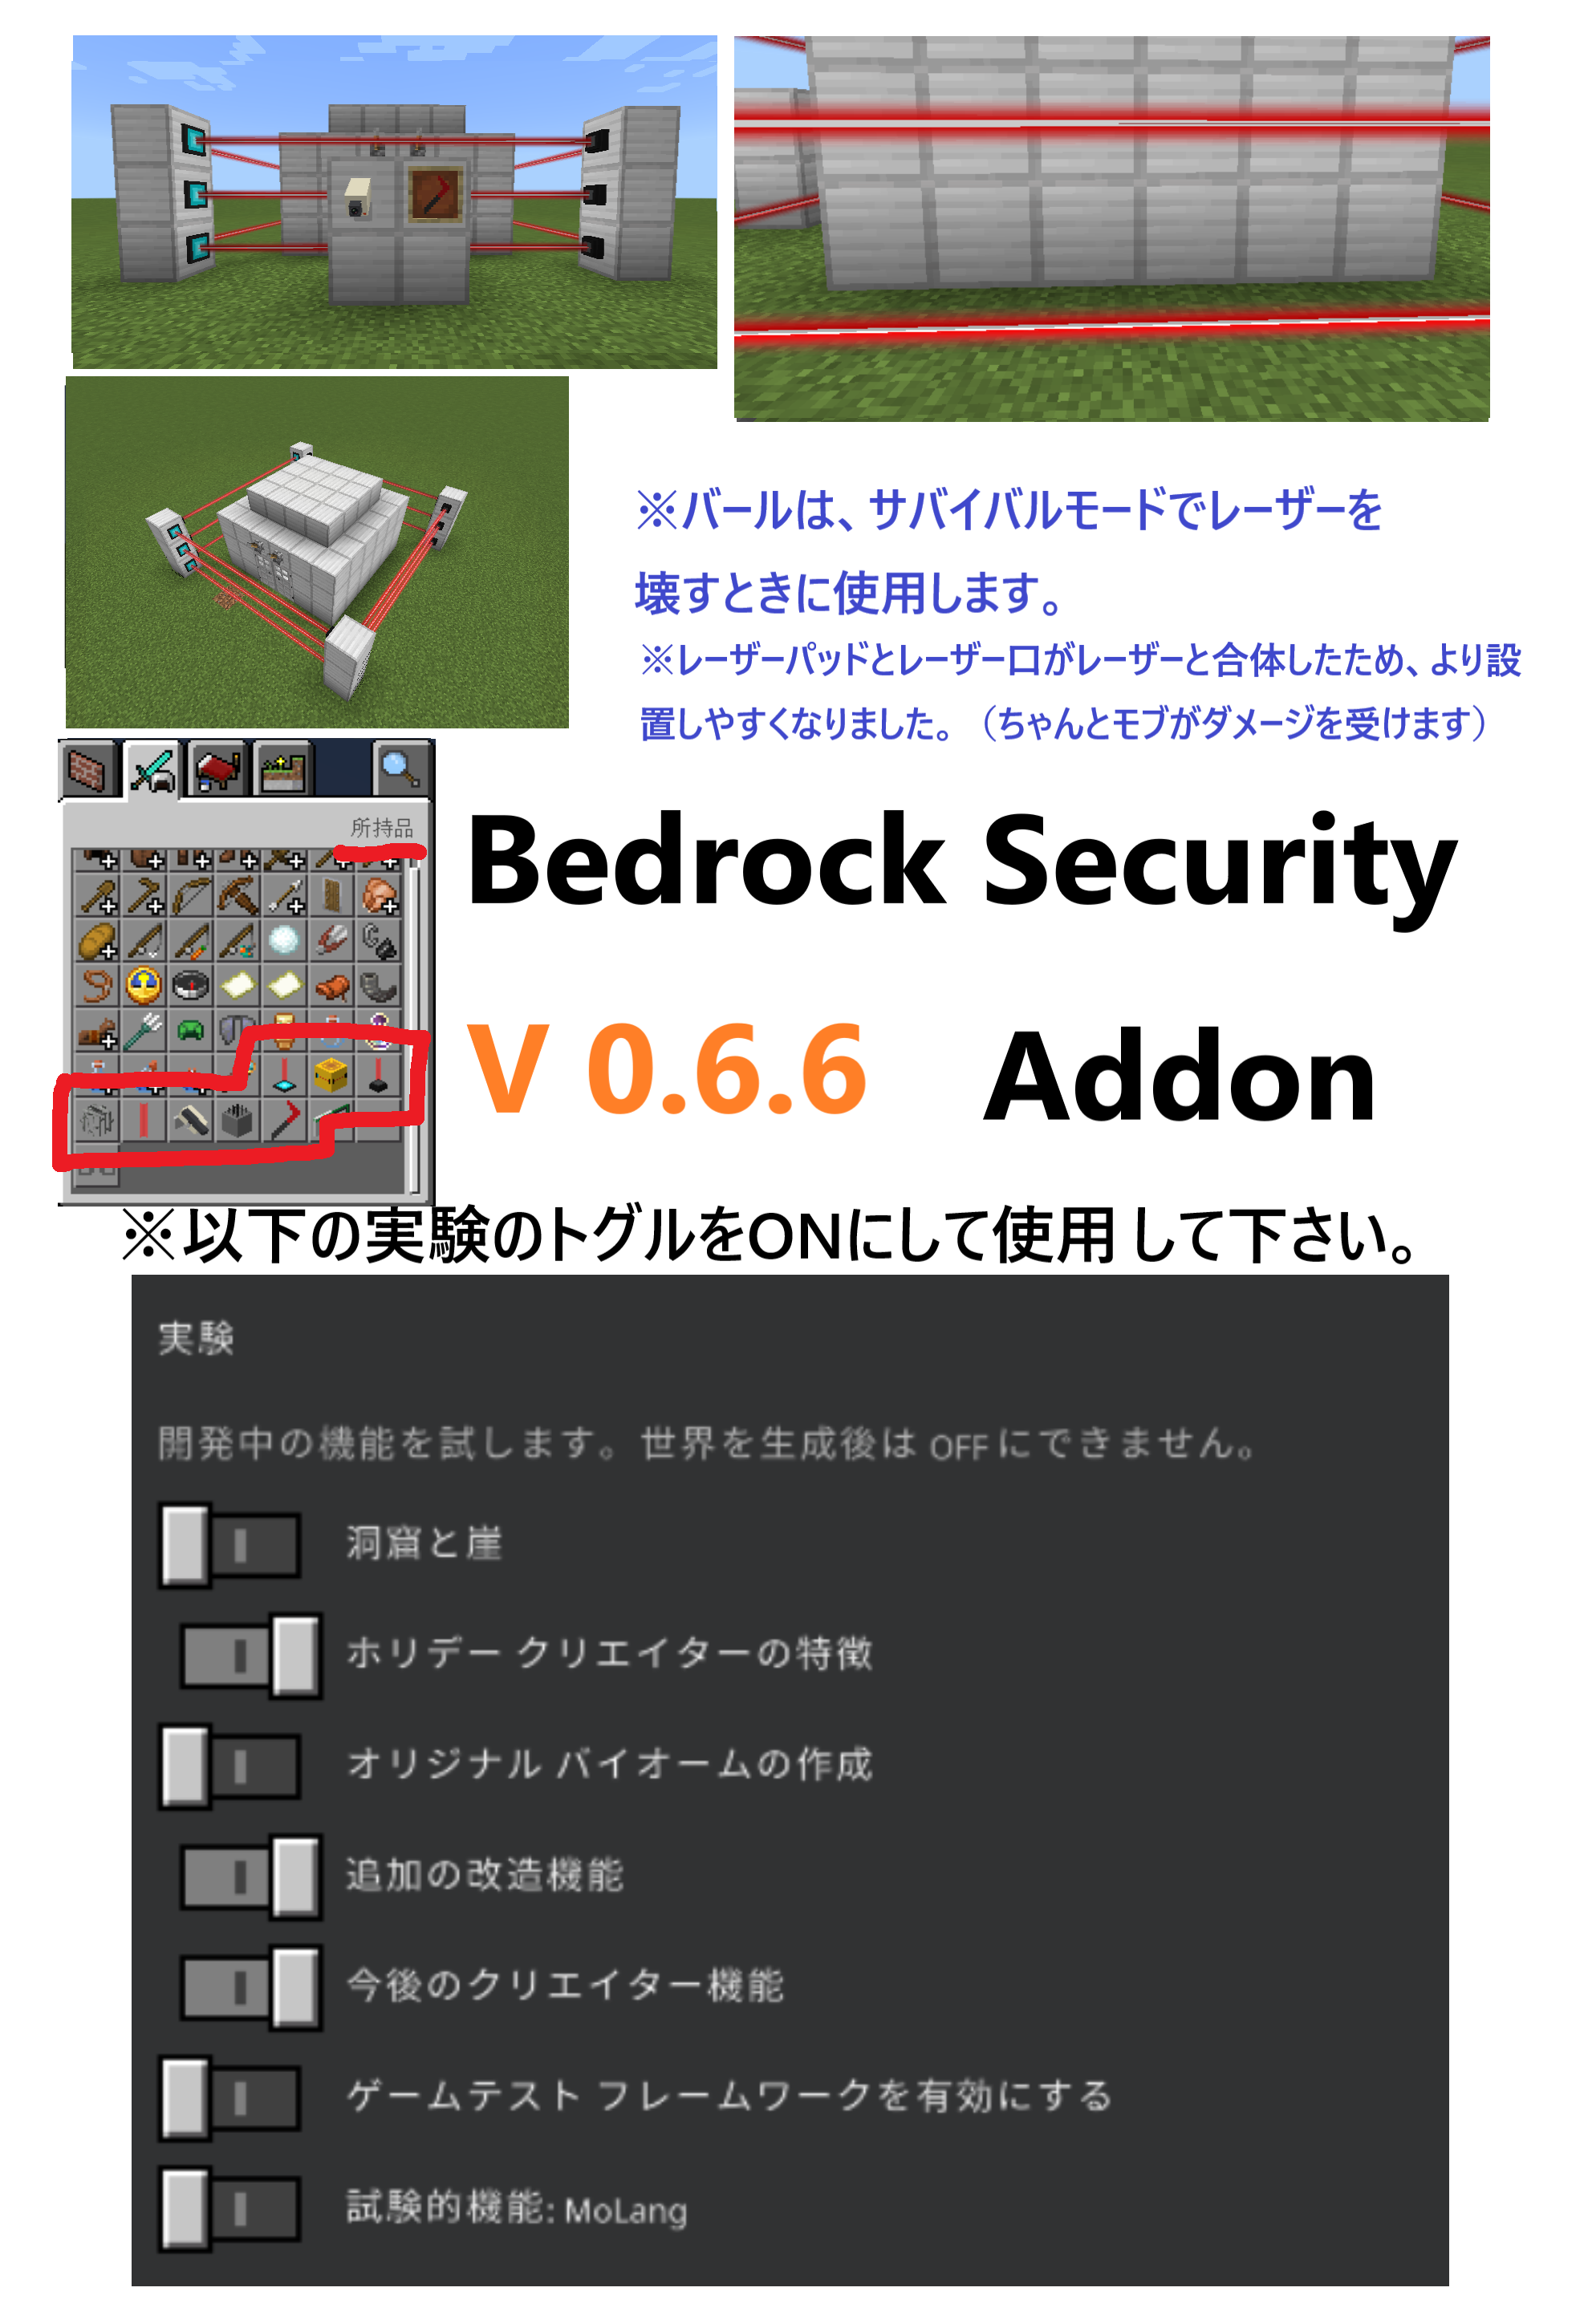 ※バールは、サバイバルモードでレーザーを
壊すときに使用します。
※レーザーパッドとレーザー口がレーザーと合体したため、より設
置しやすくなりました。（ちゃんとモブがダメージを受けます）
所持品
Bedrock Security
V 0.6.6 Addon
※以下の実験のトグルをONにして使用して下さい。
実験
開発中の機能を試します。世界を生成後は OFF にできません。
洞窟と崖
ホリデー クリエイターの特徴
オリジナル バイオームの作成
追加の改造機能
今後のクリエイター機能
ゲームテスト フレームワークを有効にする
試験的機能: MoLang